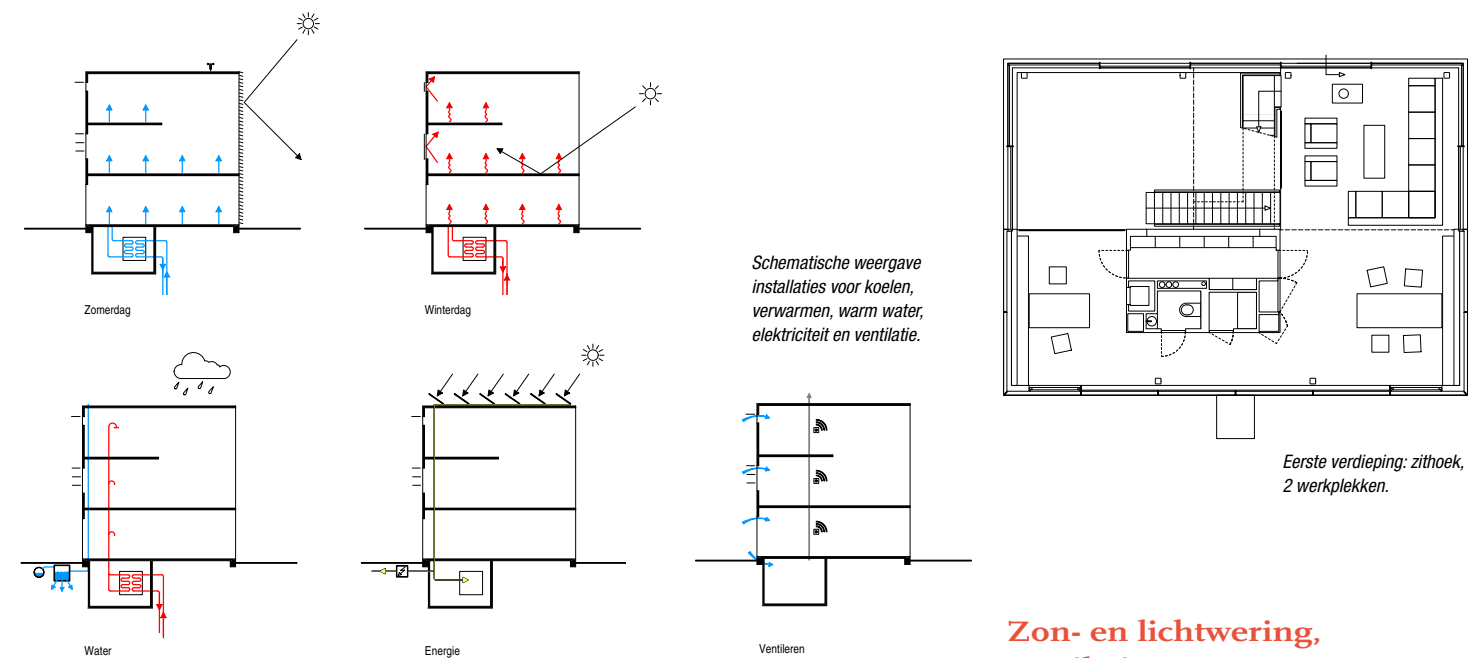 Zomerdag
Winterdag
Schematische weergave
installaties voor koelen,
verwarmen, warm water,
elektriciteit en ventilatie.
Eerste verdieping: zithoek,
2 werkplekken.
Water
Energie
Ventileren
Zon- en lichtwering,